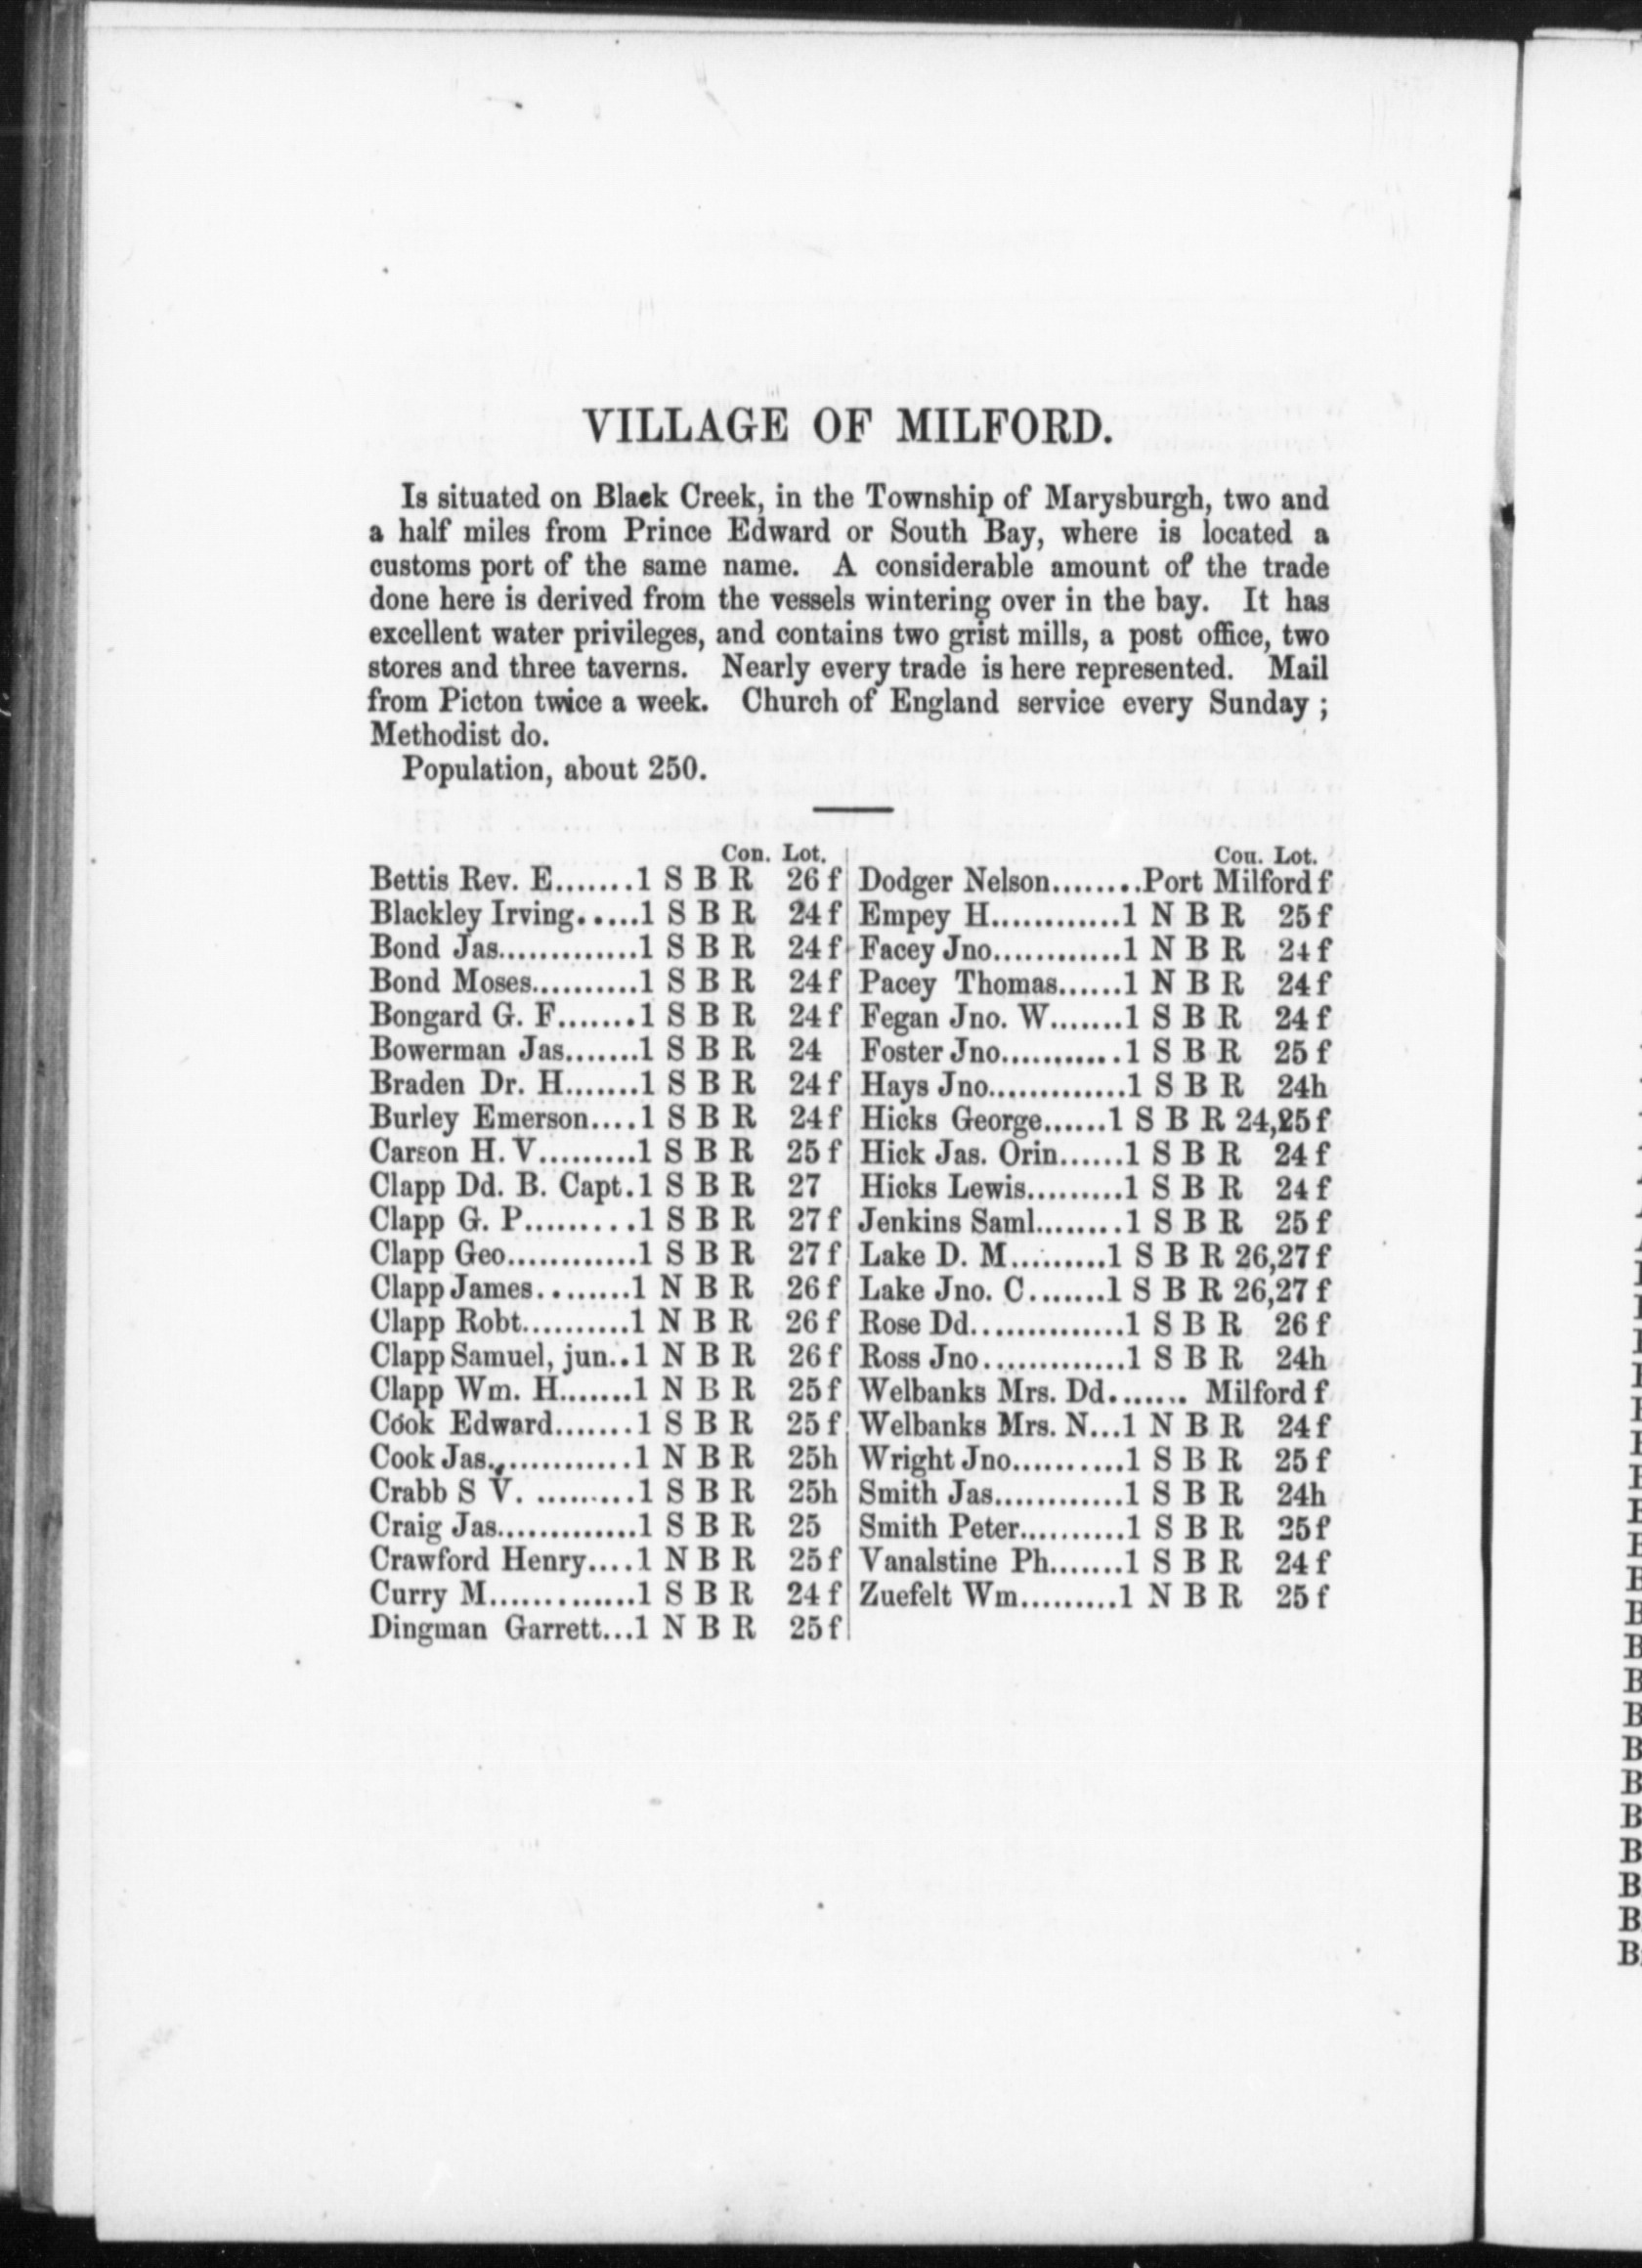 VILLAGE OF MILFORD.
Is situated on Black Creek, in the Township of Marysburgh, two and
a half miles from Prince Edward or South Bay, where is located a
customs port of the same name. A considerable amount of the trade
done here is derived from the vessels wintering over in the bay. It has
excellent water privileges, and contains two grist mills, a post office, two
stores and three taverns. Nearly every trade is here represented. Mail
from Picton twice a week. Church of England service every Sunday ;
Methodist do.
Population, about 250.
Con. Lot.
Bettis Rev. E.......1 S B R 26 f
Blackley Irving.....1 S B R 24 f
Bond Jas.............1 S B R 24 f
Bond Moses..........1 S B R 24 f
Bongard G. F.......1 S B R 24 f
Bowerman Jas.......1 S B R 24
Braden Dr. H.......1 S B R 24 f
Burley Emerson....1 S B R 24 f
Carson H. V.........1 S B R 25 f
Clapp Dd. B. Capt.1 S B R 27
Clapp G. P.........1 S B R 27 f
Clapp Geo............1 S B R 27 f
Clapp James........1 N B R 26 f
Clapp Robt..........1 N B R 26 f
Clapp Samuel, jun..1 N B R 26 f
Clapp Wm. H.......1 N B R 25 f
Cook Edward.......1 S B R 25 f
Cook Jas.............1 N B R 25h
Crabb S V. .........1 S B R 25h
Craig Jas.............1 S B R 25
Crawford Henry....1 N B R 25 f
Curry M.............1 S B R 24 f
Dingman Garrett...1 N B R 25 f
Con. Lot.
Dodger Nelson........Port Milford f
Empey H............1 N B R 25 f
Facey Jno............1 N B R 24 f
Pacey Thomas......1 N B R 24 f
Fegan Jno. W.......1 S B R 24 f
Foster Jno...........1 S B R 25 f
Hays Jno.............1 S B R 24h
Hicks George......1 S B R 24,25 f
Hick Jas. Orin......1 S B R 24 f
Hicks Lewis.........1 S B R 24 f
Jenkins Saml........1 S B R 25 f
Lake D. M.........1 S B R 26,27 f
Lake Jno. C.......1 S B R 26,27 f
Rose Dd..............1 S B R 26 f
Ross Jno.............1 S B R 24h
Welbanks Mrs. Dd....... Milford f
Welbanks Mrs. N...1 N B R 24 f
Wright Jno..........1 S B R 25 f
Smith Jas............1 S B R 24h
Smith Peter..........1 S B R 25 f
Vanalstine Ph.......1 S B R 24 f
Zuefelt Wm.........1 N B R 25 f